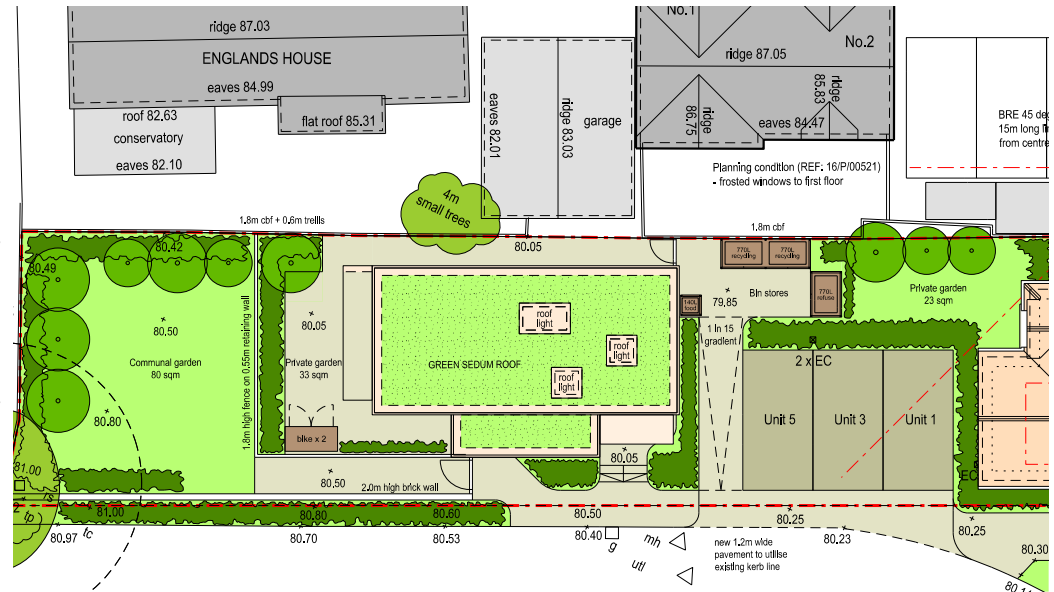 ridge 87.03
ENGLANDS HOUSE
eaves 84.99
roof 82.63
conservatory
eaves 82.10
flat roof 85.31
eaves 82.01
ridge 83.03
garage
No.1
No.2
ridge 87.05
ridge 85.83
ridge 86.75
eaves 84.47
BRE 45 deg
15m long
from centre
Planning condition (REF: 16/P/00521)
- frosted windows to first floor
4m
small trees
1.8m cbf + 0.6m trellis
1.8m cbf
80.42
80.49
80.05
770L
recycling
770L
recycling
770L
refuse
140L
food
Bin stores
79.85
1 in 15
gradient
Private garden
23 sqm
80.50
Communal garden
80 sqm
80.80
1.8m high fence on 0.55m retaining wall
80.05
Private garden
33 sqm
bike x 2
GREEN SEDUM ROOF
roof
light
roof
light
roof
light
2 x EC
Unit 5
Unit 3
Unit 1
EC
80.05
81.00
rs
tp
tc
80.50
2.0m high brick wall
81.00
80.80
80.60
80.50
80.25
80.25
80.97
80.70
80.53
80.40
g
mh
utl
80.23
80.30
new 1.2m wide
pavement to utilise
existing kerb line